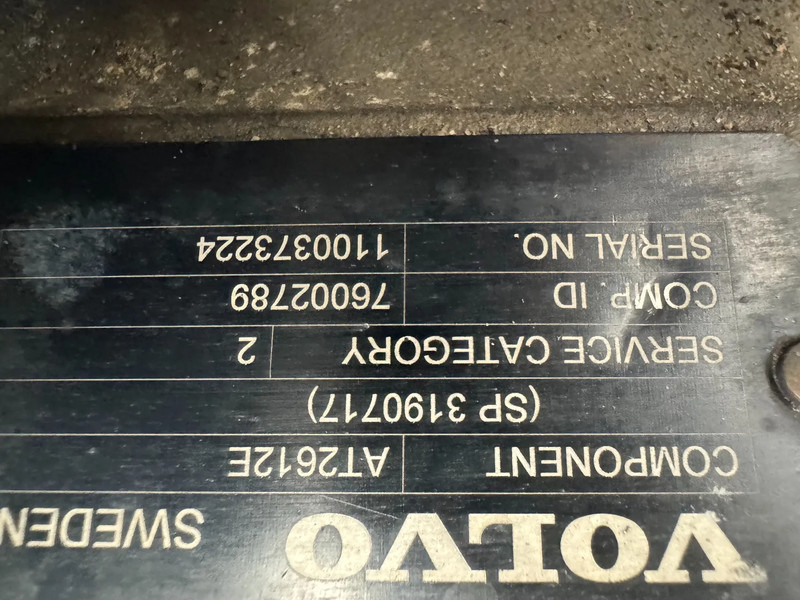 VOLVO SWEDEN
COMPONENT AT2612E
(SP 3190717)
SERVICE CATEGORY 2
COMP. ID 76002789
SERIAL NO. 1100373224